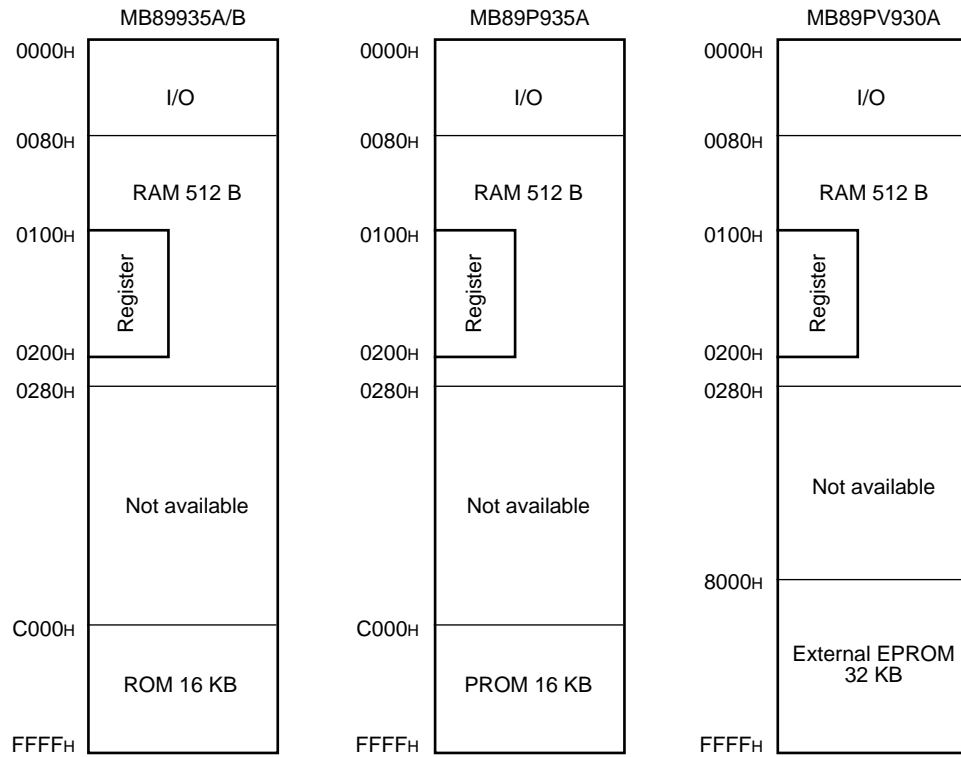 MB89935A/B
0000H
I/O
0080H
RAM 512 B
0100H
Register
0200H
0280H
Not available
C000H
ROM 16 KB
FFFFH
MB89P935A
0000H
I/O
0080H
RAM 512 B
0100H
Register
0200H
0280H
Not available
C000H
PROM 16 KB
FFFFH
MB89PV930A
0000H
I/O
0080H
RAM 512 B
0100H
Register
0200H
0280H
Not available
8000H
External EPROM
32 KB
FFFFH